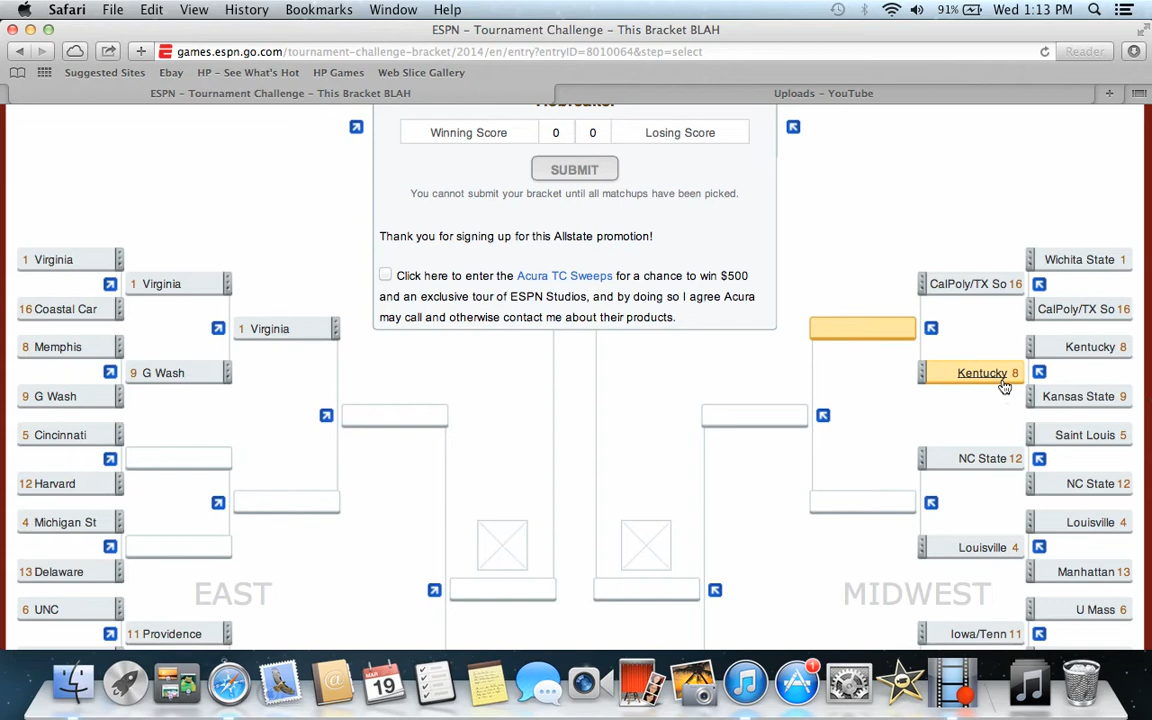 Safari File Edit View History Bookmarks Window Help 91% Wed 1:13 PM
ESPN - Tournament Challenge - This Bracket BLAH
games.espn.go.com/tournament-challenge-bracket/2014/en/entry?entryID=8010064&step=select
Reader
Suggested Sites Ebay HP - See What's Hot HP Games Web Slice Gallery
ESPN - Tournament Challenge - This Bracket BLAH Uploads - YouTube
Winning Score 0 0 Losing Score
SUBMIT
You cannot submit your bracket until all matchups have been picked.
Thank you for signing up for this Allstate promotion!
Click here to enter the Acura TC Sweeps for a chance to win $500
and an exclusive tour of ESPN Studios, and by doing so I agree Acura
may call and otherwise contact me about their products.
1 Virginia
16 Coastal Car
8 Memphis
9 G Wash
5 Cincinnati
12 Harvard
4 Michigan St
13 Delaware
6 UNC
1 Virginia
9 G Wash
11 Providence
1 Virginia
EAST
CalPoly/TX So 16
Kentucky 8
NC State 12
Louisville 4
Iowa/Tenn 11
MIDWEST
Wichita State 1
CalPoly/TX So 16
Kentucky 8
Kansas State 9
Saint Louis 5
NC State 12
Louisville 4
Manhattan 13
U Mass 6
MAR
19
1